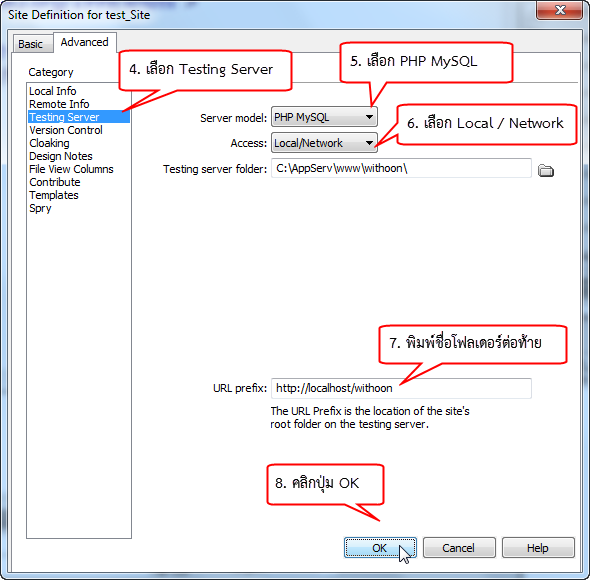 Site Definition for test_Site
Basic
Advanced
Category
Local Info
Remote Info
Testing Server
Version Control
Cloaking
Design Notes
File View Columns
Contribute
Templates
Spry
4. เลือก Testing Server
5. เลือก PHP MySQL
Server model: PHP MySQL
6. เลือก Local / Network
Access: Local/Network
Testing server folder: C:\AppServ\www\withoon\
7. พิมพ์ชื่อโฟลเดอร์ต่อท้าย
URL prefix: http://localhost/withoon
The URL Prefix is the location of the site's
root folder on the testing server.
8. คลิกปุ่ม OK
OK
Cancel
Help